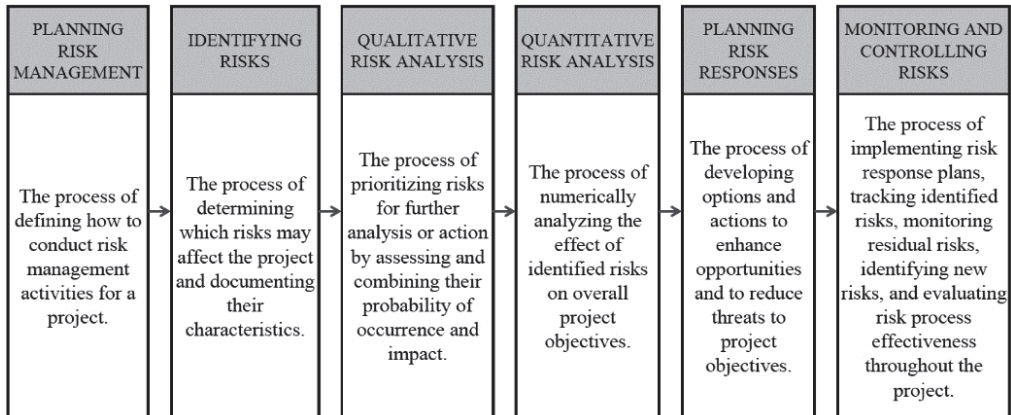 PLANNING
RISK
MANAGEMENT
The process of
defining how to
conduct risk
management
activities for a
project.
IDENTIFYING
RISKS
The process of
determining
which risks may
affect the project
and documenting
their
characteristics.
QUALITATIVE
RISK ANALYSIS
The process of
prioritizing risks
for further
analysis or action
by assessing and
combining their
probability of
occurrence and
impact.
QUANTITATIVE
RISK ANALYSIS
The process of
numerically
analyzing the
effect of
identified risks
on overall
project
objectives.
PLANNING
RISK
RESPONSES
The process of
developing
options and
actions to
enhance
opportunities
and to reduce
threats to
project
objectives.
MONITORING AND
CONTROLLING
RISKS
The process of
implementing risk
response plans,
tracking identified
risks, monitoring
residual risks,
identifying new
risks, and evaluating
risk process
effectiveness
throughout the
project.